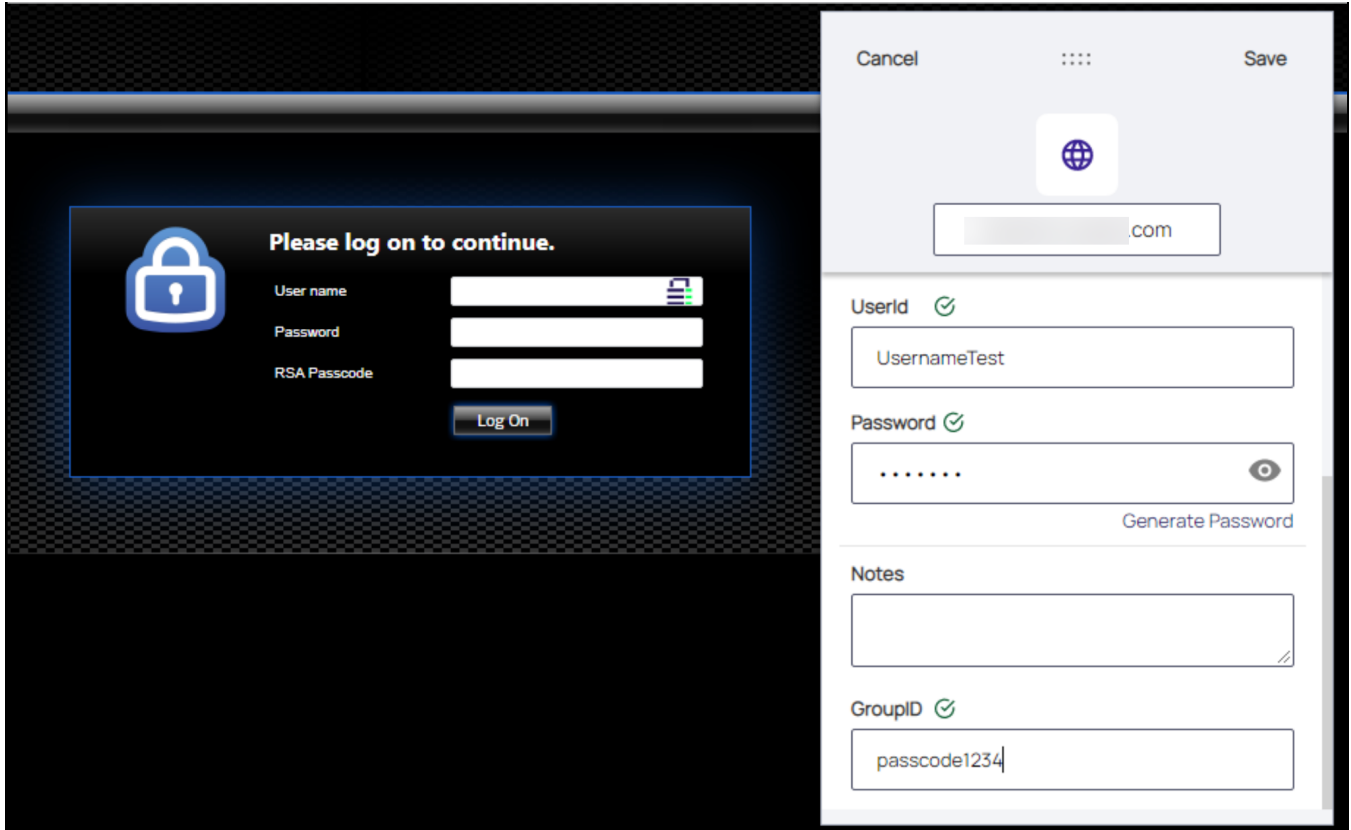 Please log on to continue.
User name
Password
RSA Passcode
Log On
Cancel
Save
.com
UserId
UsernameTest
Password
Generate Password
Notes
GroupID
passcode1234